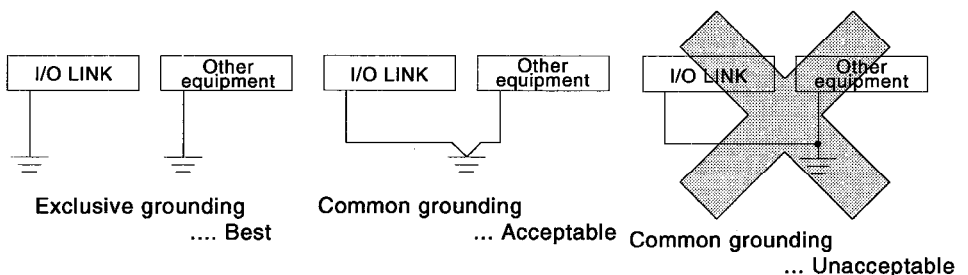 I/O LINK
Other
equipment
Exclusive grounding
.... Best
I/O LINK
Other
equipment
Common grounding
... Acceptable
I/O LINK
Other
equipment
Common grounding
... Unacceptable